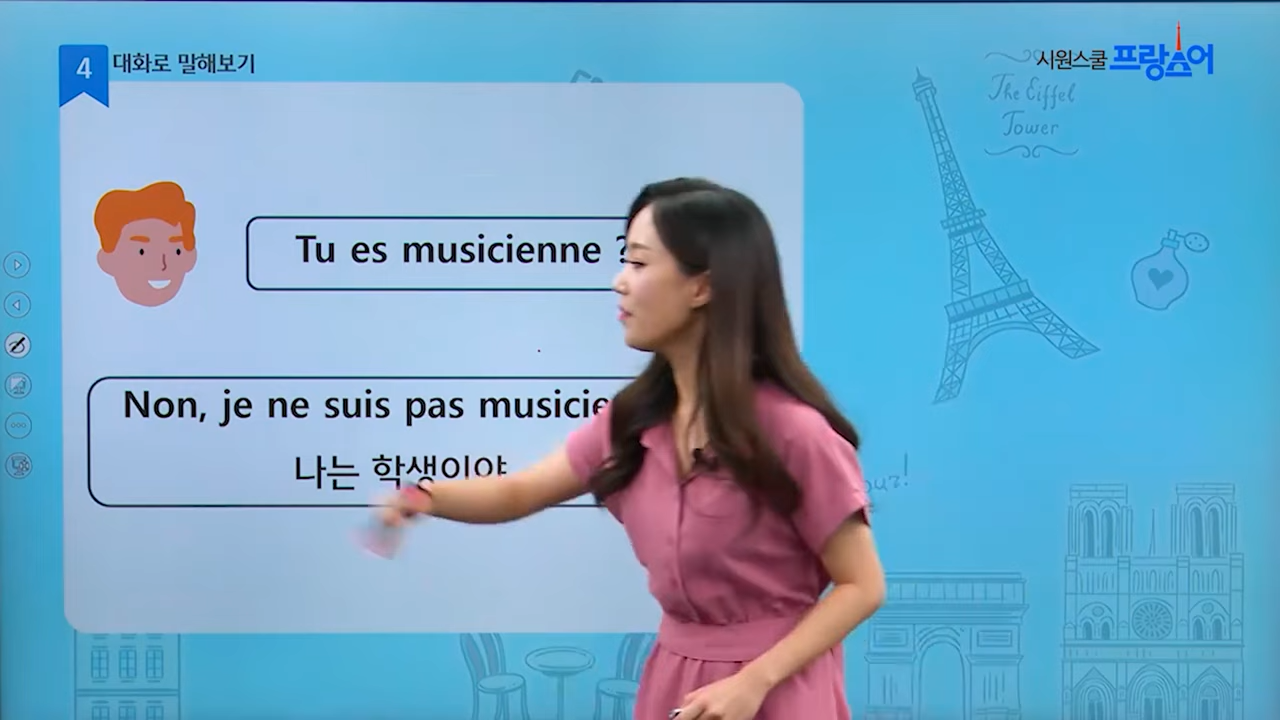 4 대화로 말해보기
시원스쿨 프랑스어
The Eiffel
Tower
Tu es musicienne ?
Non, je ne suis pas
나는 학생이야